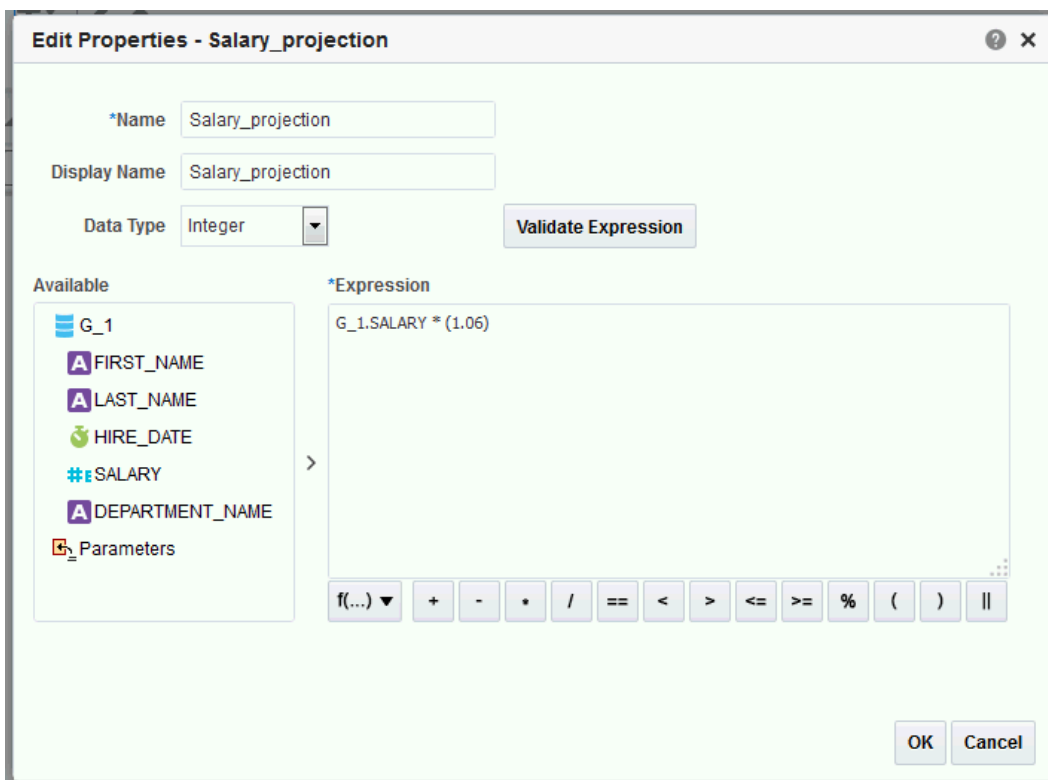 Edit Properties - Salary_projection
*Name Salary_projection
Display Name Salary_projection
Data Type Integer Validate Expression
Available *Expression
G_1 G_1.SALARY * (1.06)
FIRST_NAME
LAST_NAME
HIRE_DATE
SALARY
DEPARTMENT_NAME
Parameters
f(...) + - * / == < > <= >= % ( ) ||
OK Cancel